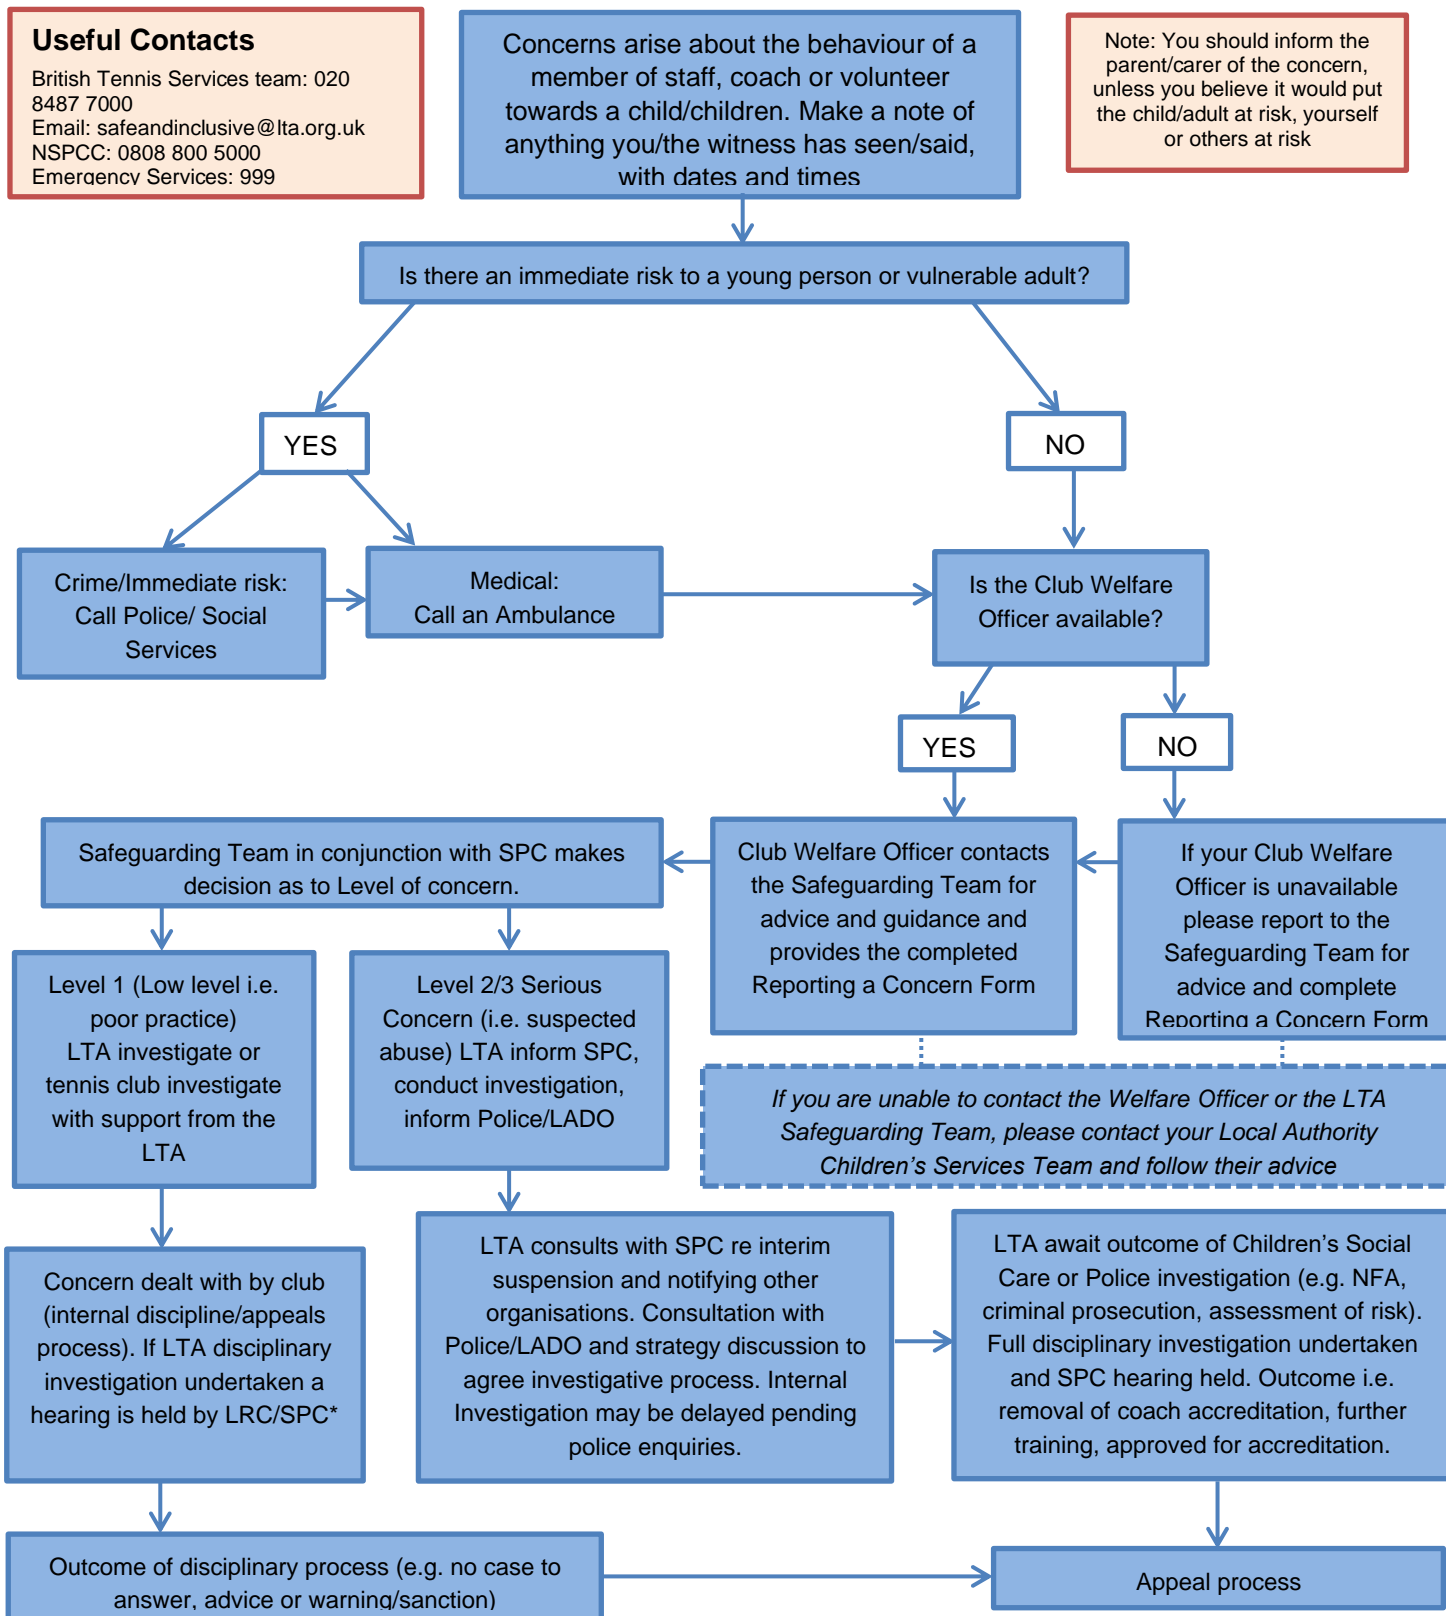 Useful Contacts
British Tennis Services team: 020
8487 7000
Email: safeandinclusive@lta.org.uk
NSPCC: 0808 800 5000
Emergency Services: 999
Concerns arise about the behaviour of a
member of staff, coach or volunteer
towards a child/children. Make a note of
anything you/the witness has seen/said,
with dates and times
Note: You should inform the
parent/carer of the concern,
unless you believe it would put
the child/adult at risk, yourself
or others at risk
Is there an immediate risk to a young person or vulnerable adult?
YES
NO
Crime/Immediate risk:
Call Police/ Social
Services
Medical:
Call an Ambulance
Is the Club Welfare
Officer available?
YES
NO
Safeguarding Team in conjunction with SPC makes
decision as to Level of concern.
Club Welfare Officer contacts
the Safeguarding Team for
advice and guidance and
provides the completed
Reporting a Concern Form
If your Club Welfare
Officer is unavailable
please report to the
Safeguarding Team for
advice and complete
Reporting a Concern Form
Level 1 (Low level i.e.
poor practice)
LTA investigate or
tennis club investigate
with support from the
LTA
Level 2/3 Serious
Concern (i.e. suspected
abuse) LTA inform SPC,
conduct investigation,
inform Police/LADO
If you are unable to contact the Welfare Officer or the LTA
Safeguarding Team, please contact your Local Authority
Children's Services Team and follow their advice
Concern dealt with by club
(internal discipline/appeals
process). If LTA disciplinary
investigation undertaken a
hearing is held by LRC/SPC*
LTA consults with SPC re interim
suspension and notifying other
organisations. Consultation with
Police/LADO and strategy discussion to
agree investigative process. Internal
Investigation may be delayed pending
police enquiries.
LTA await outcome of Children's Social
Care or Police investigation (e.g. NFA,
criminal prosecution, assessment of risk).
Full disciplinary investigation undertaken
and SPC hearing held. Outcome i.e.
removal of coach accreditation, further
training, approved for accreditation.
Outcome of disciplinary process (e.g. no case to
answer, advice or warning/sanction)
Appeal process